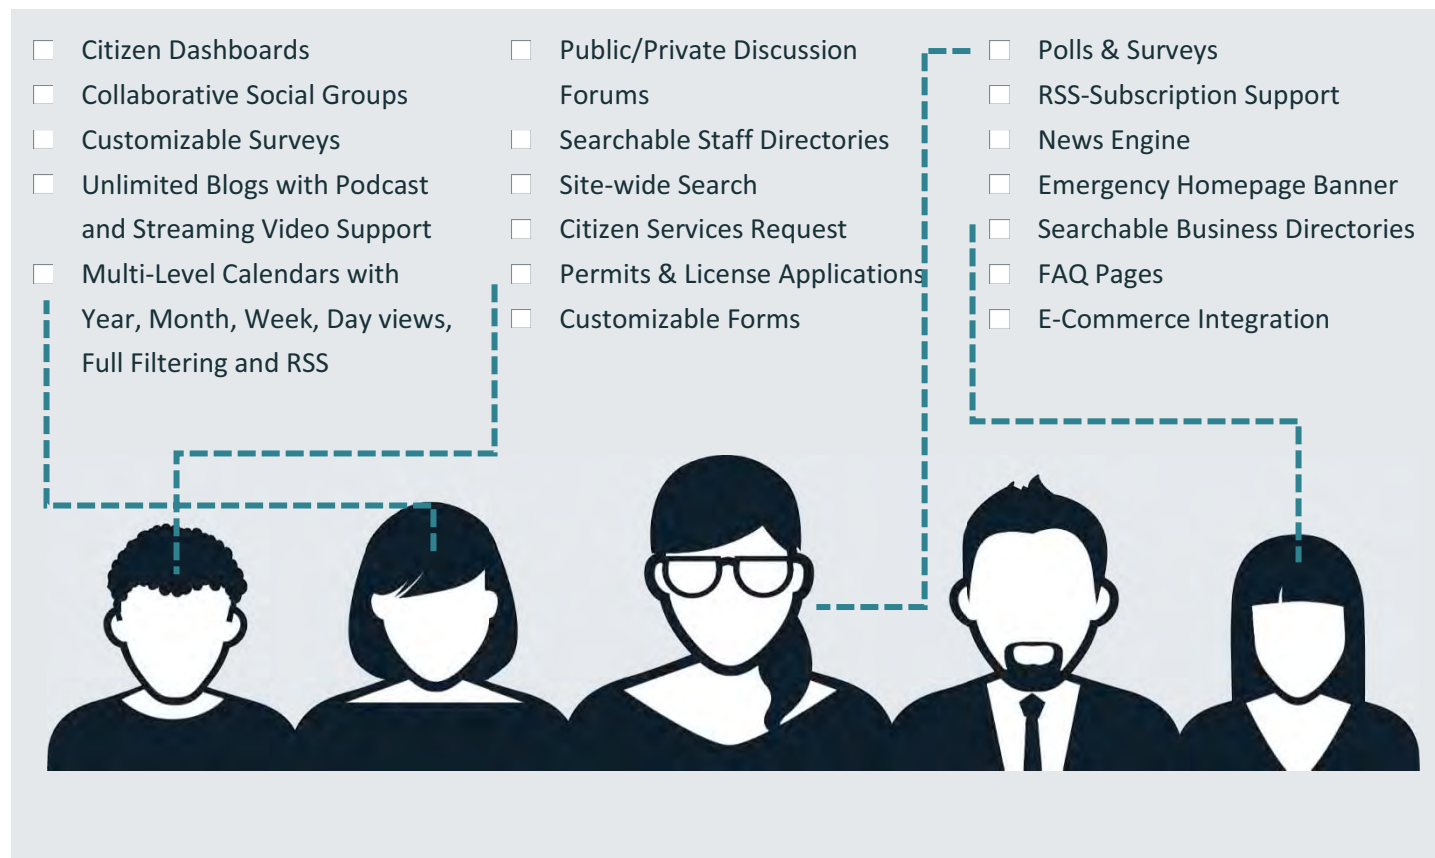 Citizen Dashboards
Collaborative Social Groups
Customizable Surveys
Unlimited Blogs with Podcast
and Streaming Video Support
Multi-Level Calendars with
Year, Month, Week, Day views,
Full Filtering and RSS
Public/Private Discussion
Forums
Searchable Staff Directories
Site-wide Search
Citizen Services Request
Permits & License Applications
Customizable Forms
Polls & Surveys
RSS-Subscription Support
News Engine
Emergency Homepage Banner
Searchable Business Directories
FAQ Pages
E-Commerce Integration